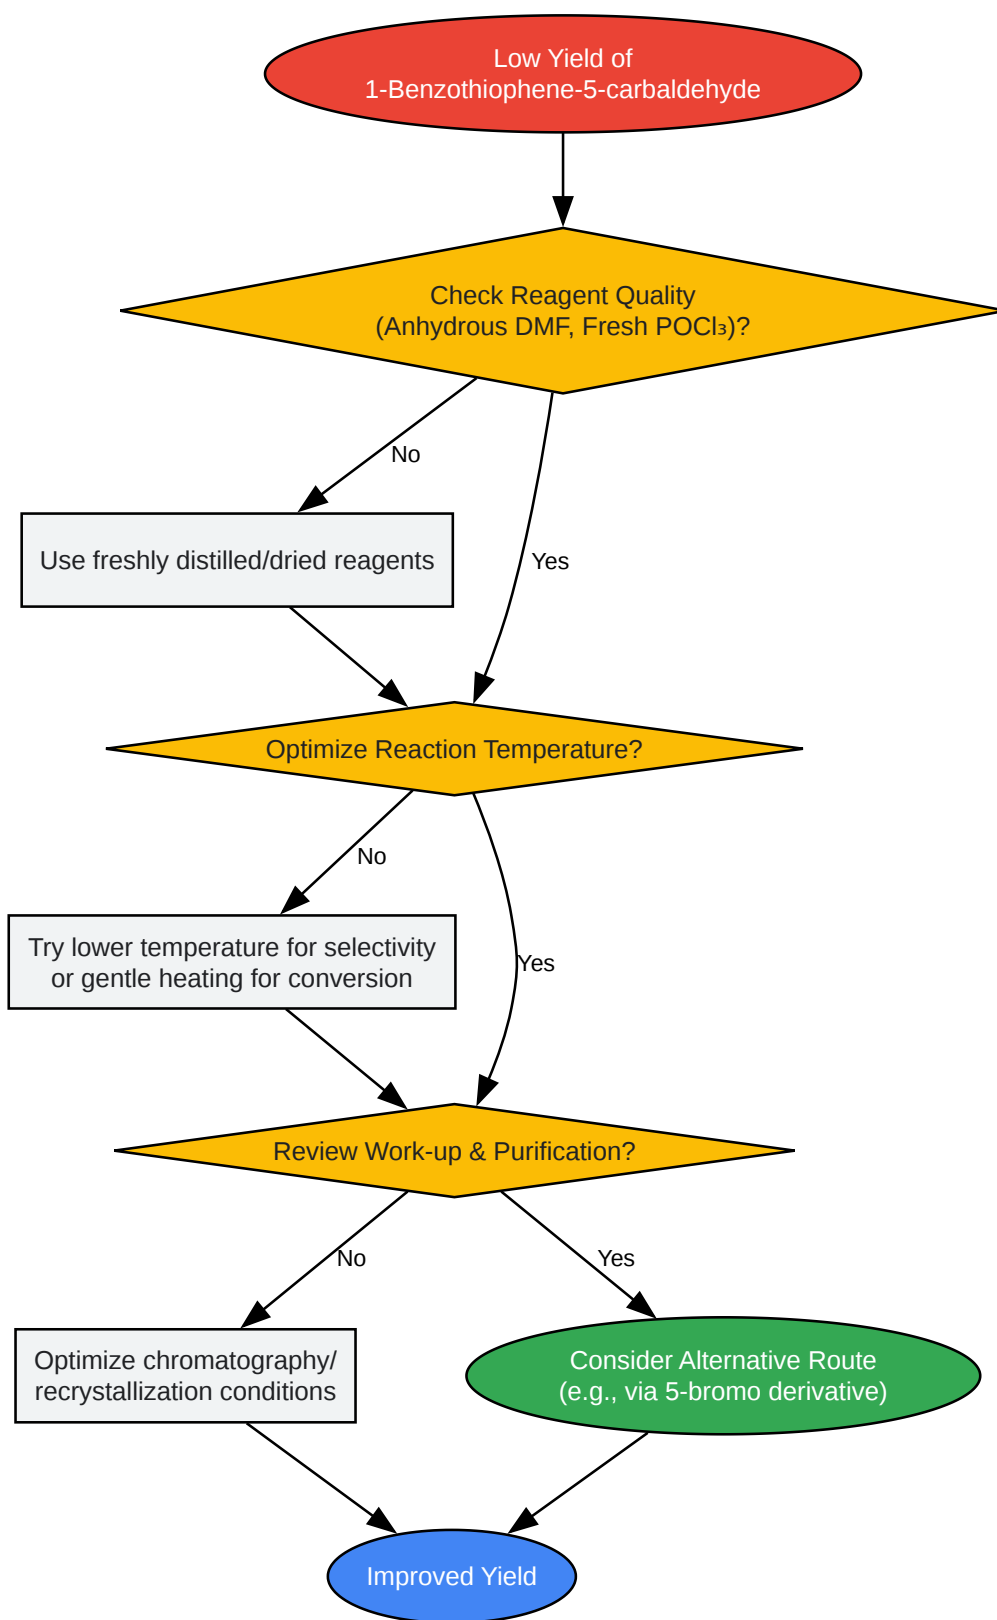 Low Yield of
1-Benzothiophene-5-carbaldehyde
Check Reagent Quality
(Anhydrous DMF, Fresh POCl₃)?
No
Use freshly distilled/dried reagents
Yes
Optimize Reaction Temperature?
No
Try lower temperature for selectivity
or gentle heating for conversion
Yes
Review Work-up & Purification?
No
Yes
Optimize chromatography/
recrystallization conditions
Consider Alternative Route
(e.g., via 5-bromo derivative)
Improved Yield